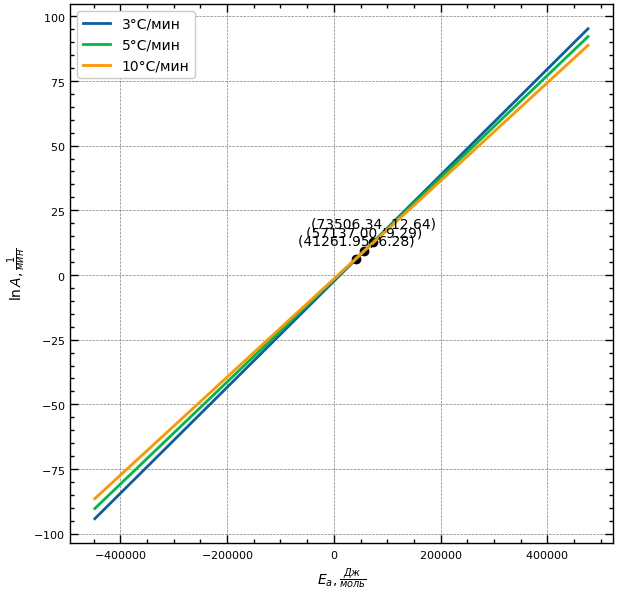 3°C/мин
5°C/мин
10°C/мин
100
75
50
25
0
−25
−50
−75
−100
(73506.34, 12.64)
(57137.00, 9.29)
(41261.95, 6.28)
−400000 −200000 0 200000 400000
ln A, 1/мин
E_a, Дж/моль